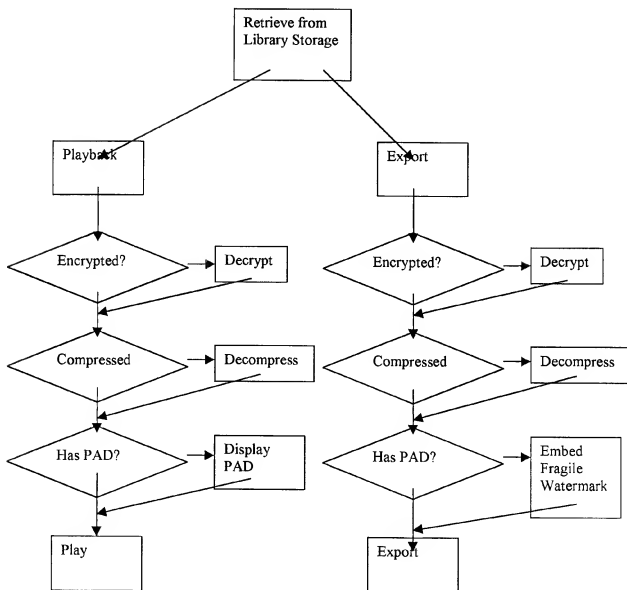 Retrieve from
Library Storage
Playback
Export
Encrypted?
Decrypt
Encrypted?
Decrypt
Compressed
Decompress
Compressed
Decompress
Has PAD?
Display
PAD
Has PAD?
Embed
Fragile
Watermark
Play
Export